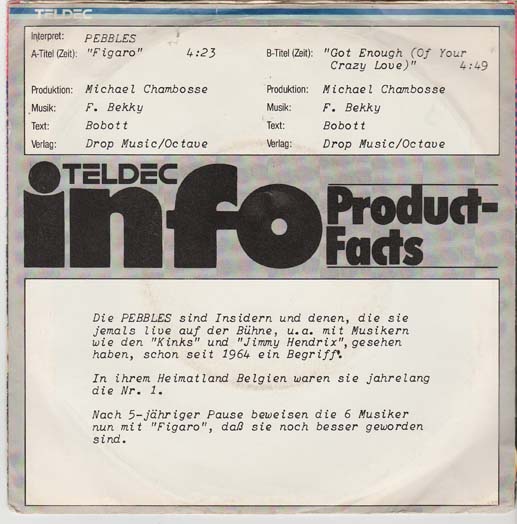 TELDEC
Interpret: PEBBLES
A-Titel (Zeit): "Figaro" 4:23
B-Titel (Zeit): "Got Enough (Of Your
Crazy Love)" 4:49
Produktion: Michael Chambosse
Produktion: Michael Chambosse
Musik: F. Bekky
Musik: F. Bekky
Text: Bobott
Text: Bobott
Verlag: Drop Music/Octave
Verlag: Drop Music/Octave
TELDEC
info
Product-
Facts
Die PEBBLES sind Insidern und denen, die sie
jemals live auf der Bühne, u.a. mit Musikern
wie den "Kinks" und "Jimmy Hendrix", gesehen
haben, schon seit 1964 ein Begriff.
In ihrem Heimatland Belgien waren sie jahrelang
die Nr. 1.
Nach 5-jähriger Pause beweisen die 6 Musiker
nun mit "Figaro", daß sie noch besser geworden
sind.